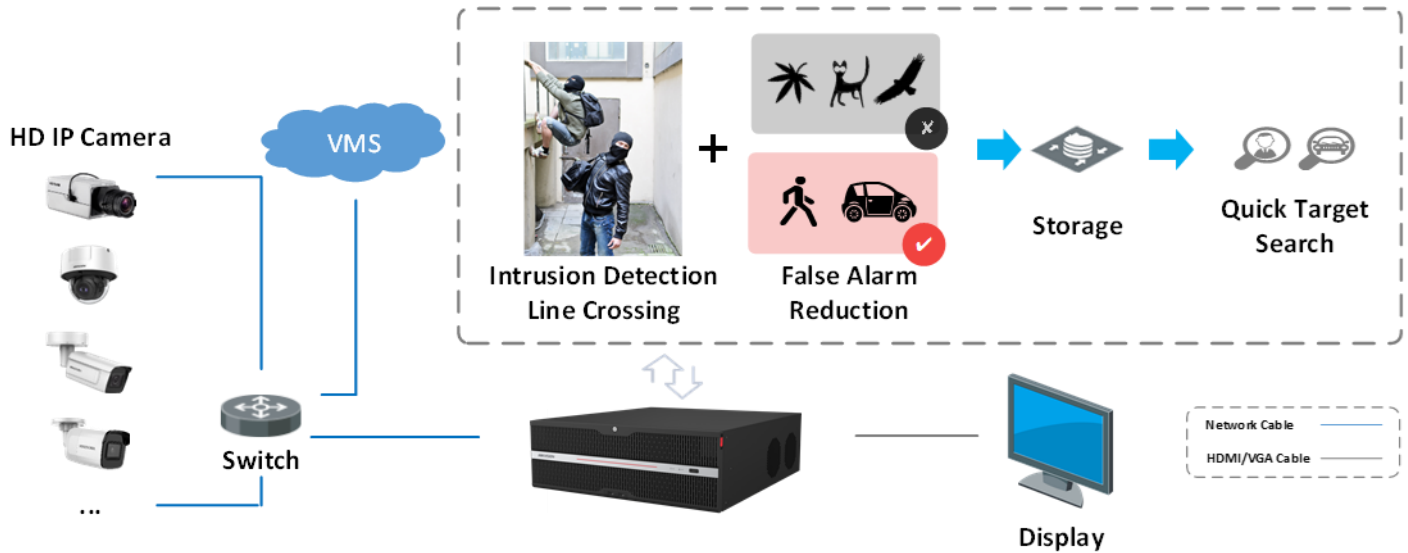 HD IP Camera
VMS
Intrusion Detection
Line Crossing
+
False Alarm
Reduction
Storage
Quick Target
Search
Switch
...
Display
Network Cable
HDMI/VGA Cable